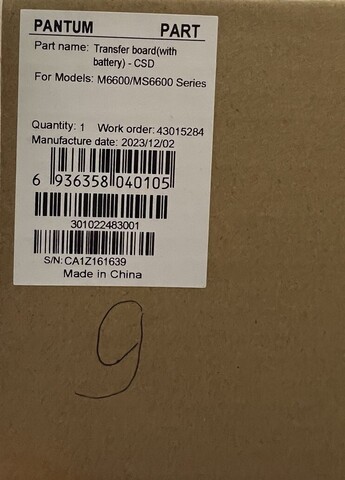 PANTUM PART
Part name: Transfer board(with
battery) - CSD
For Models: M6600/MS6600 Series
Quantity: 1 Work order: 43015284
Manufacture date: 2023/12/02
6 936358 040105
301022483001
S/N: CA1Z161639
Made in China
9